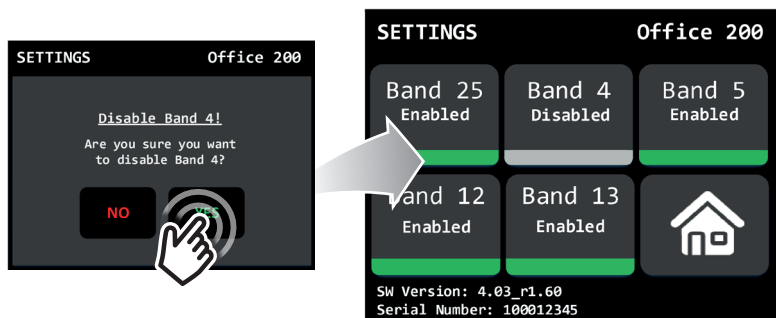 SETTINGS Office 200
Disable Band 4!
Are you sure you want
to disable Band 4?
NO YES
SETTINGS Office 200
Band 25 Band 4 Band 5
Enabled Disabled Enabled
Band 12 Band 13
Enabled Enabled
SW Version: 4.03_r1.60
Serial Number: 100012345